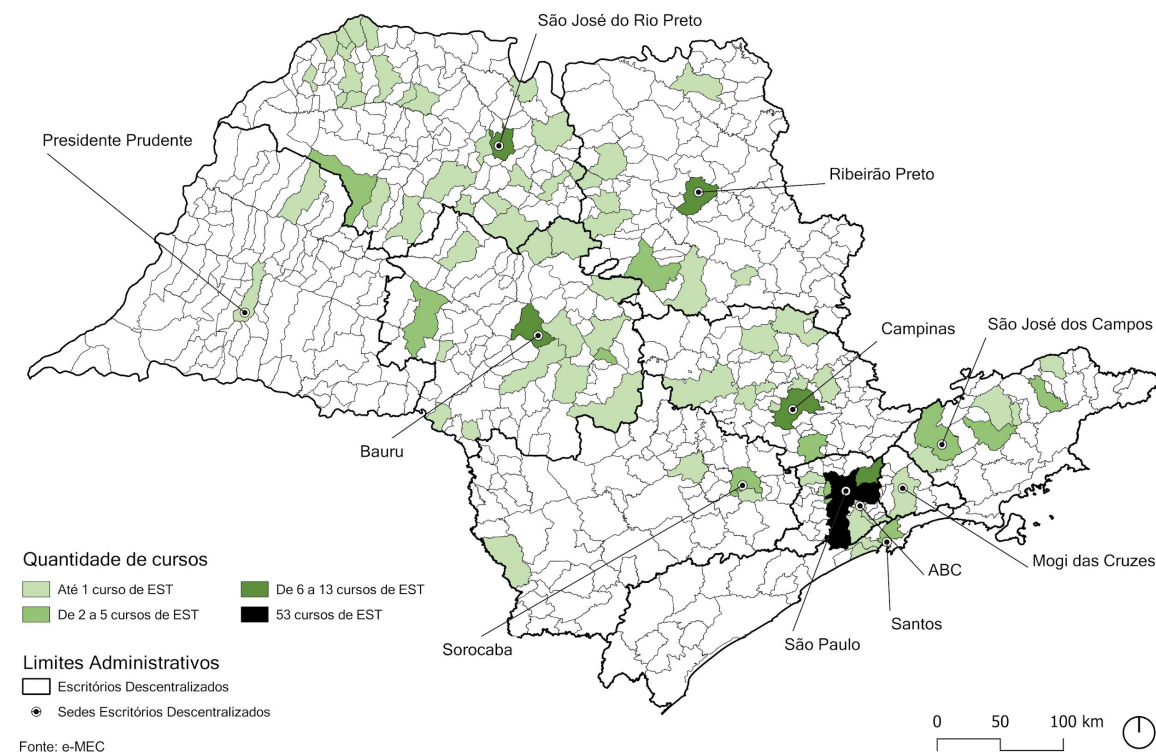 São José do Rio Preto
Presidente Prudente
Ribeirão Preto
Campinas
São José dos Campos
Bauru
Mogi das Cruzes
ABC
Santos
São Paulo
Sorocaba
Quantidade de cursos
Até 1 curso de EST
De 6 a 13 cursos de EST
De 2 a 5 cursos de EST
53 cursos de EST
Limites Administrativos
Escritórios Descentralizados
Sedes Escritórios Descentralizados
Fonte: e-MEC
0 50 100 km